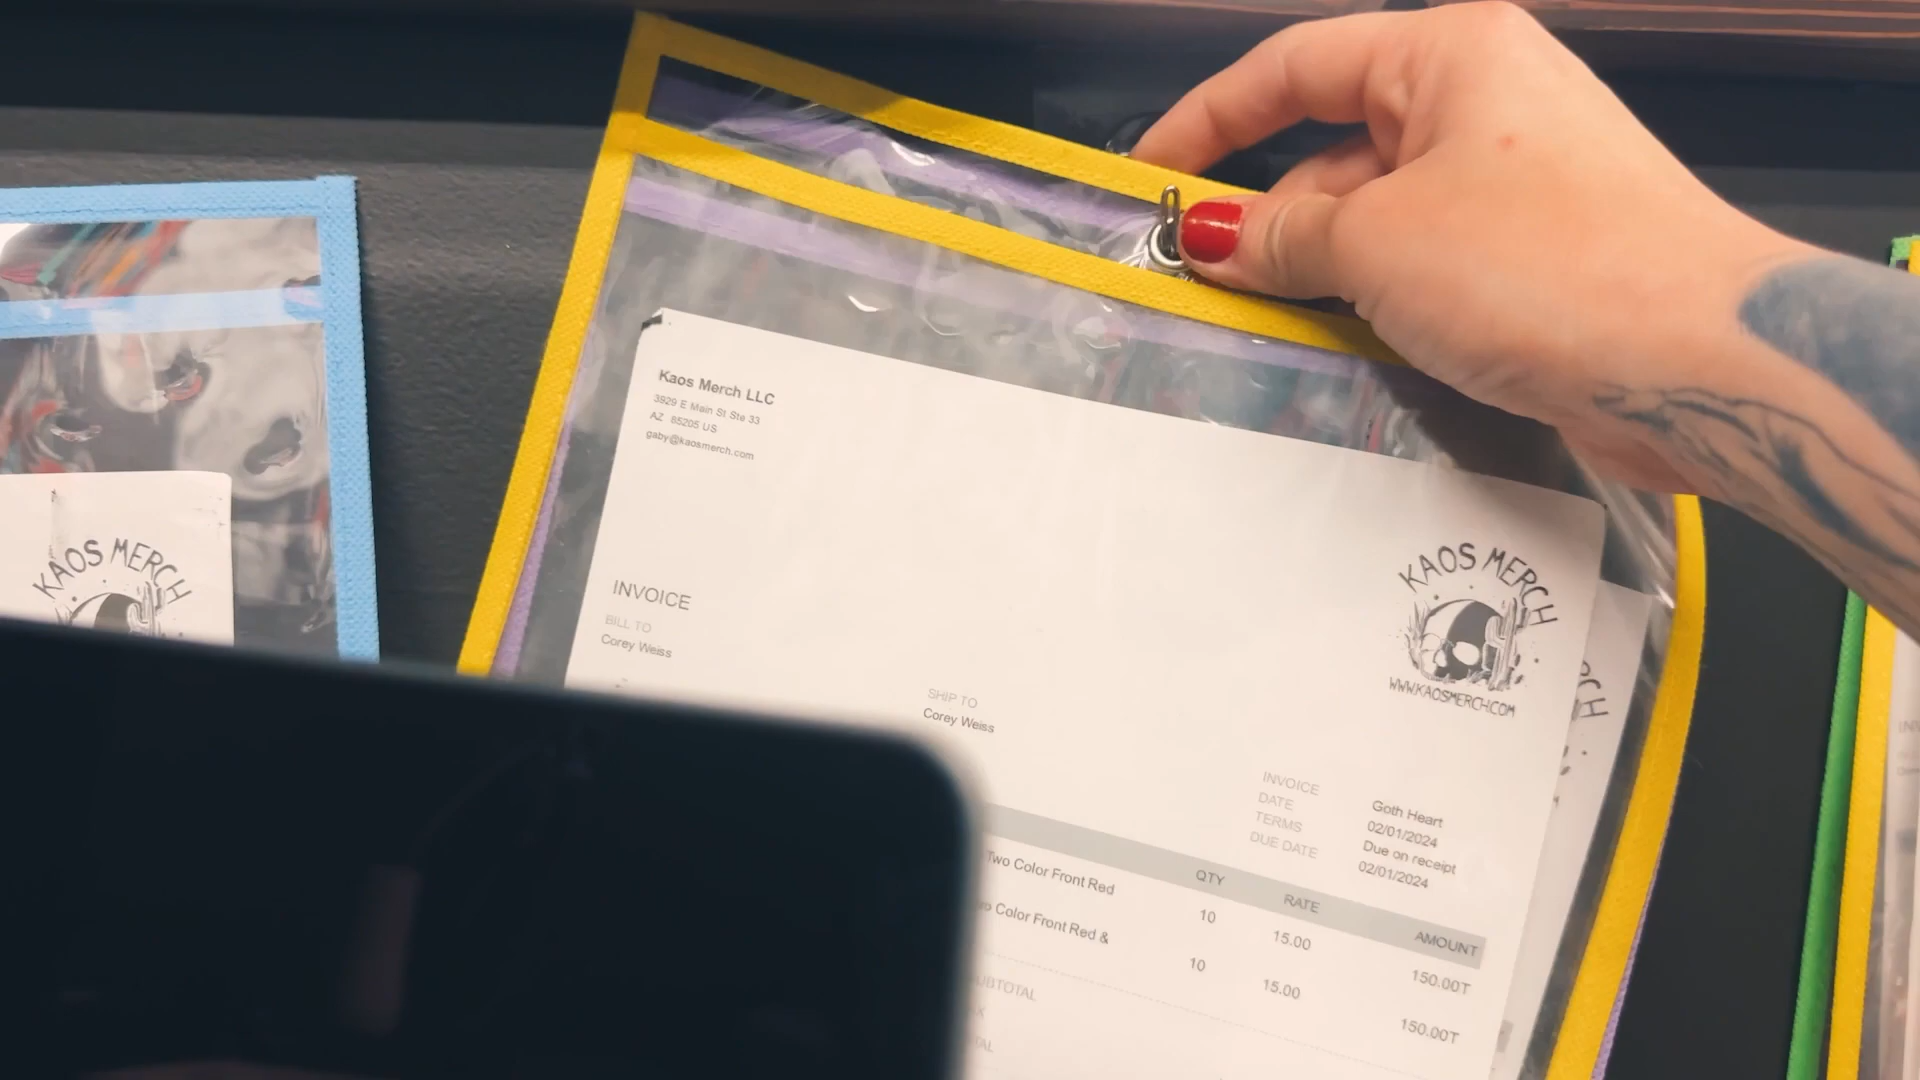 Kaos Merch LLC
3929 E Main St Ste 33
AZ 85205 US
gaby@kaosmerch.com
KAOS MERCH
WWW.KAOSMERCH.COM
INVOICE
BILL TO
Corey Weiss
SHIP TO
Corey Weiss
INVOICE Goth Heart
DATE 02/01/2024
TERMS Due on receipt
DUE DATE 02/01/2024
QTY RATE AMOUNT
Two Color Front Red 10 15.00 150.00T
Color Front Red & 10 15.00 150.00T
KAOS MERCH